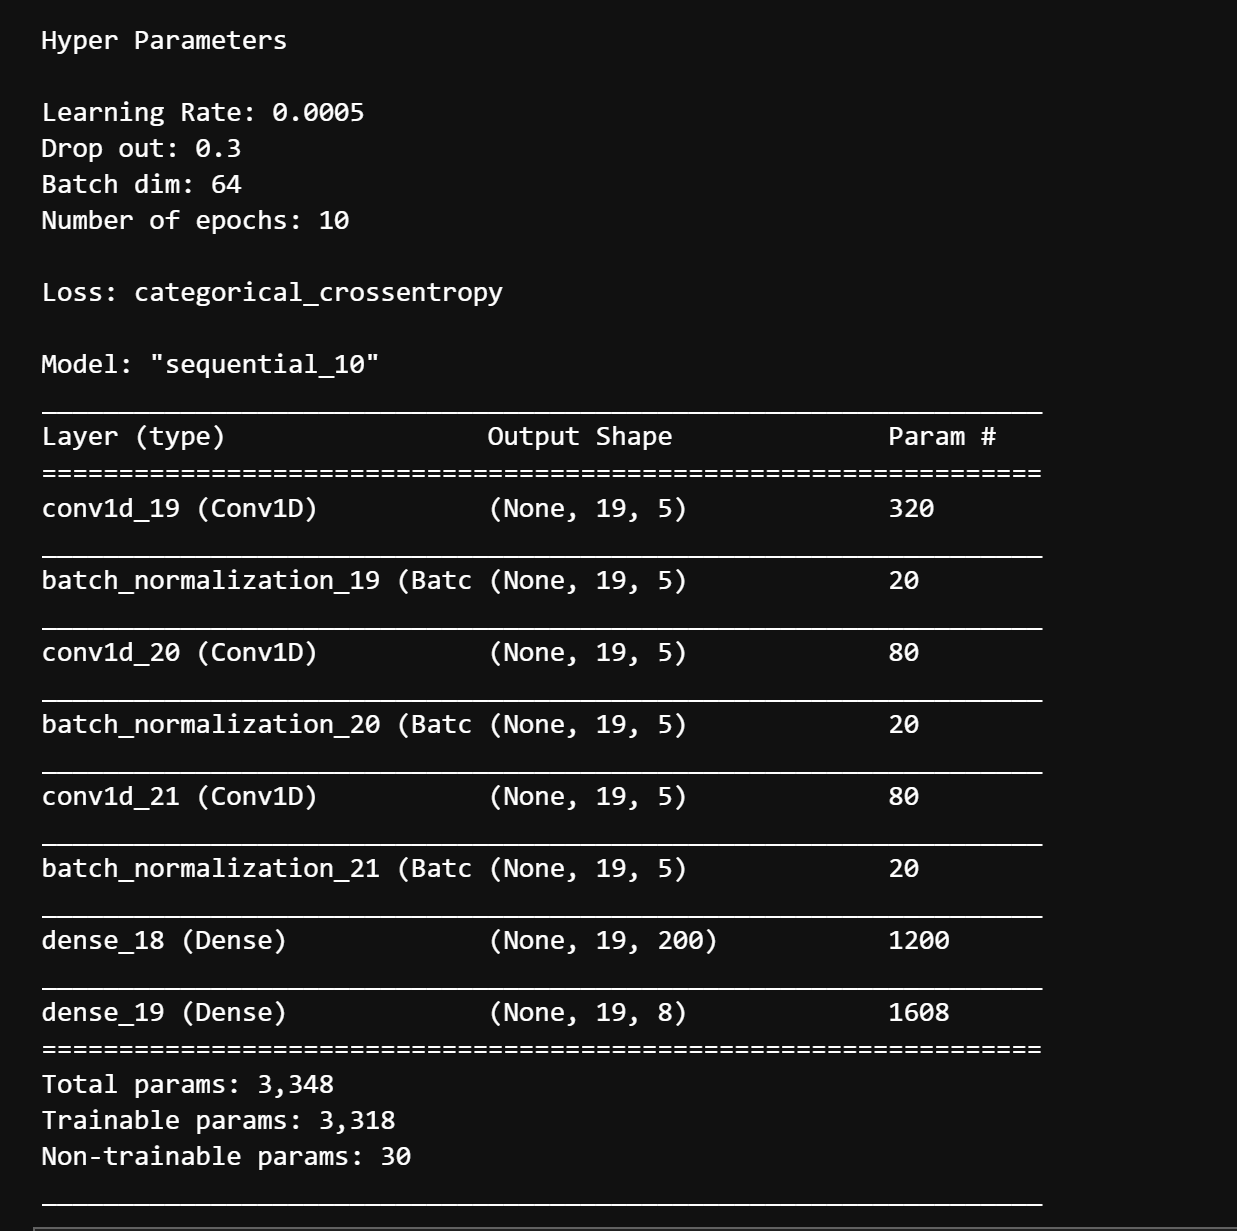 Hyper Parameters
Learning Rate: 0.0005
Drop out: 0.3
Batch dim: 64
Number of epochs: 10
Loss: categorical_crossentropy
Model: "sequential_10"
_________________________________________________________________
Layer (type)                 Output Shape              Param #
=================================================================
conv1d_19 (Conv1D)           (None, 19, 5)             320
_________________________________________________________________
batch_normalization_19 (Batc (None, 19, 5)             20
_________________________________________________________________
conv1d_20 (Conv1D)           (None, 19, 5)             80
_________________________________________________________________
batch_normalization_20 (Batc (None, 19, 5)             20
_________________________________________________________________
conv1d_21 (Conv1D)           (None, 19, 5)             80
_________________________________________________________________
batch_normalization_21 (Batc (None, 19, 5)             20
_________________________________________________________________
dense_18 (Dense)             (None, 19, 200)           1200
_________________________________________________________________
dense_19 (Dense)             (None, 19, 8)             1608
=================================================================
Total params: 3,348
Trainable params: 3,318
Non-trainable params: 30
_________________________________________________________________